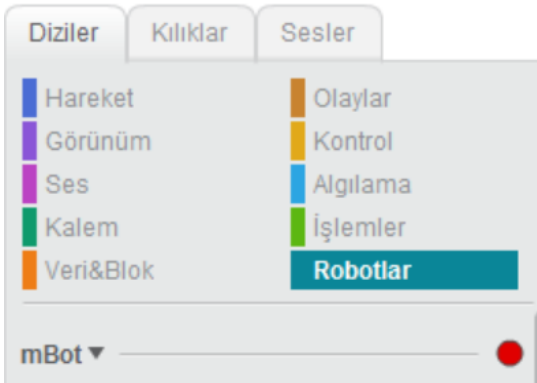 Diziler Kılıklar Sesler
Hareket Olaylar
Görünüm Kontrol
Ses Algılama
Kalem İşlemler
Veri&Blok Robotlar
mBot